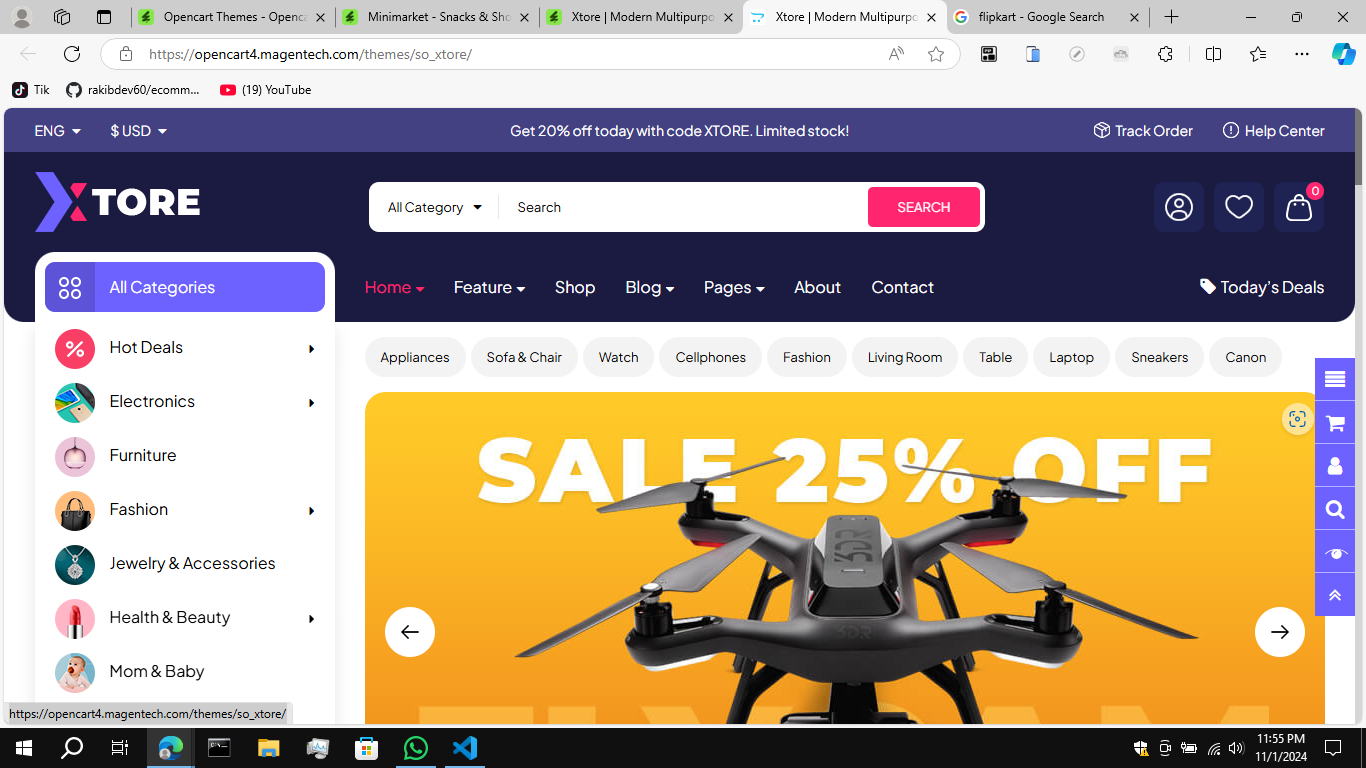 Opencart Themes - Openca
Minimarket - Snacks & Sho
Xtore | Modern Multipurpo
Xtore | Modern Multipurpo
flipkart - Google Search
https://opencart4.magentech.com/themes/so_xtore/
Tik
rakibdev60/ecomm...
(19) YouTube
ENG
$ USD
Get 20% off today with code XTORE. Limited stock!
Track Order
Help Center
XTORE
All Category
Search
SEARCH
0
All Categories
Home
Feature
Shop
Blog
Pages
About
Contact
Today's Deals
Hot Deals
Electronics
Furniture
Fashion
Jewelry & Accessories
Health & Beauty
Mom & Baby
Appliances
Sofa & Chair
Watch
Cellphones
Fashion
Living Room
Table
Laptop
Sneakers
Canon
SALE 25% OFF
3DR
3DR
https://opencart4.magentech.com/themes/so_xtore/
11:55 PM
11/1/2024